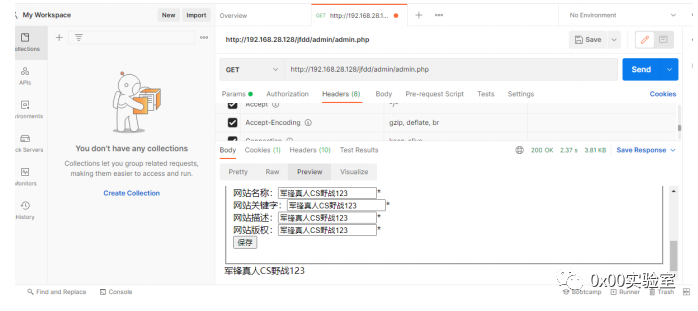 My Workspace New Import Overview GET http://192.168.28.1... No Environment
http://192.168.28.128/jfdd/admin/admin.php Save
GET http://192.168.28.128/jfdd/admin/admin.php Send
Params Authorization Headers (8) Body Pre-request Script Tests Settings Cookies
Accept */*
Accept-Encoding gzip, deflate, br
Connection keep-alive
Body Cookies (1) Headers (10) Test Results 200 OK 2.37 s 3.81 KB Save Response
Pretty Raw Preview Visualize
ollections
APIs
ironments
ck Servers
Monitors
History
You don't have any collections
Collections let you group related requests,
making them easier to access and run.
Create Collection
网站名称：军锋真人CS野战123*
网站关键字：军锋真人CS野战123*
网站描述：军锋真人CS野战123*
网站版权：军锋真人CS野战123*
保存
军锋真人CS野战123
0x00实验室
Find and Replace Console Bootcamp Runner Trash